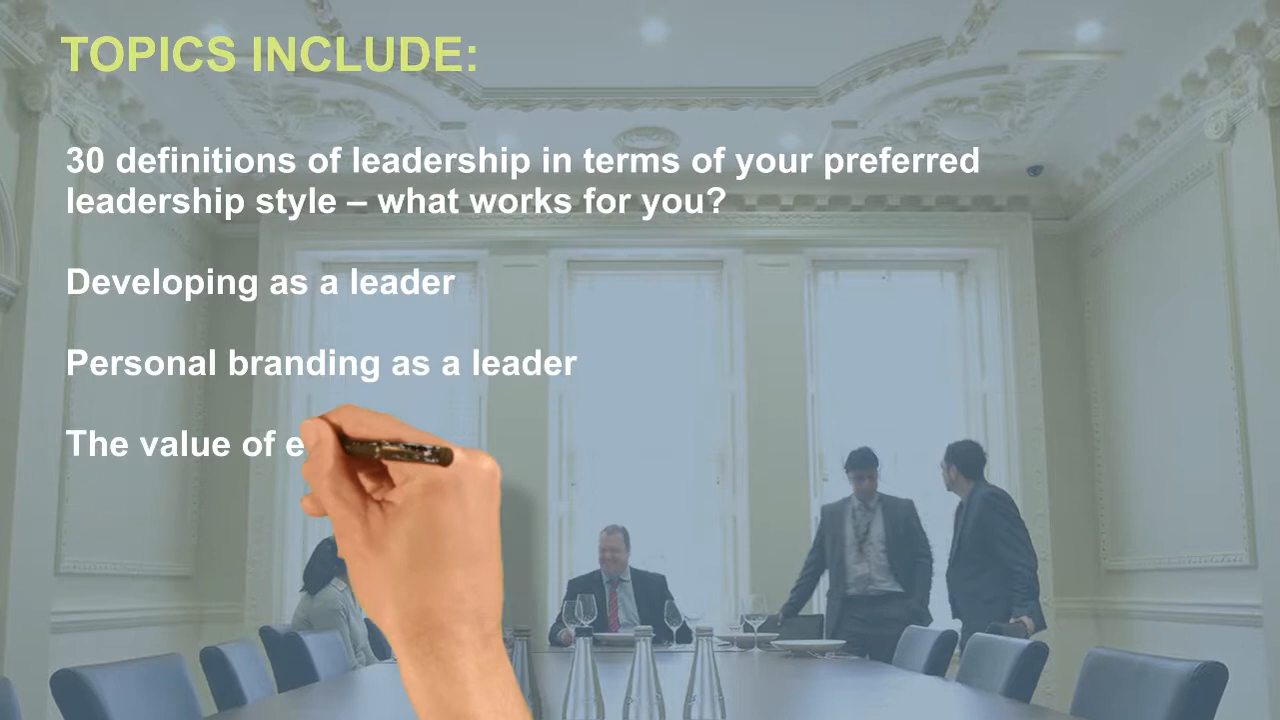 TOPICS INCLUDE:
30 definitions of leadership in terms of your preferred
leadership style – what works for you?
Developing as a leader
Personal branding as a leader
The value of e